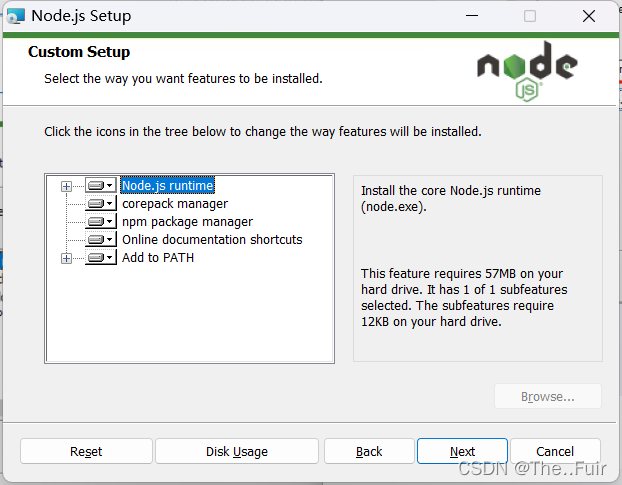 Node.js Setup
Custom Setup
Select the way you want features to be installed.
node
JS
Click the icons in the tree below to change the way features will be installed.
Node.js runtime
corepack manager
npm package manager
Online documentation shortcuts
Add to PATH
Install the core Node.js runtime
(node.exe).
This feature requires 57MB on your
hard drive. It has 1 of 1 subfeatures
selected. The subfeatures require
12KB on your hard drive.
Browse...
Reset
Disk Usage
Back
Next
Cancel
CSDN @The..Fuir